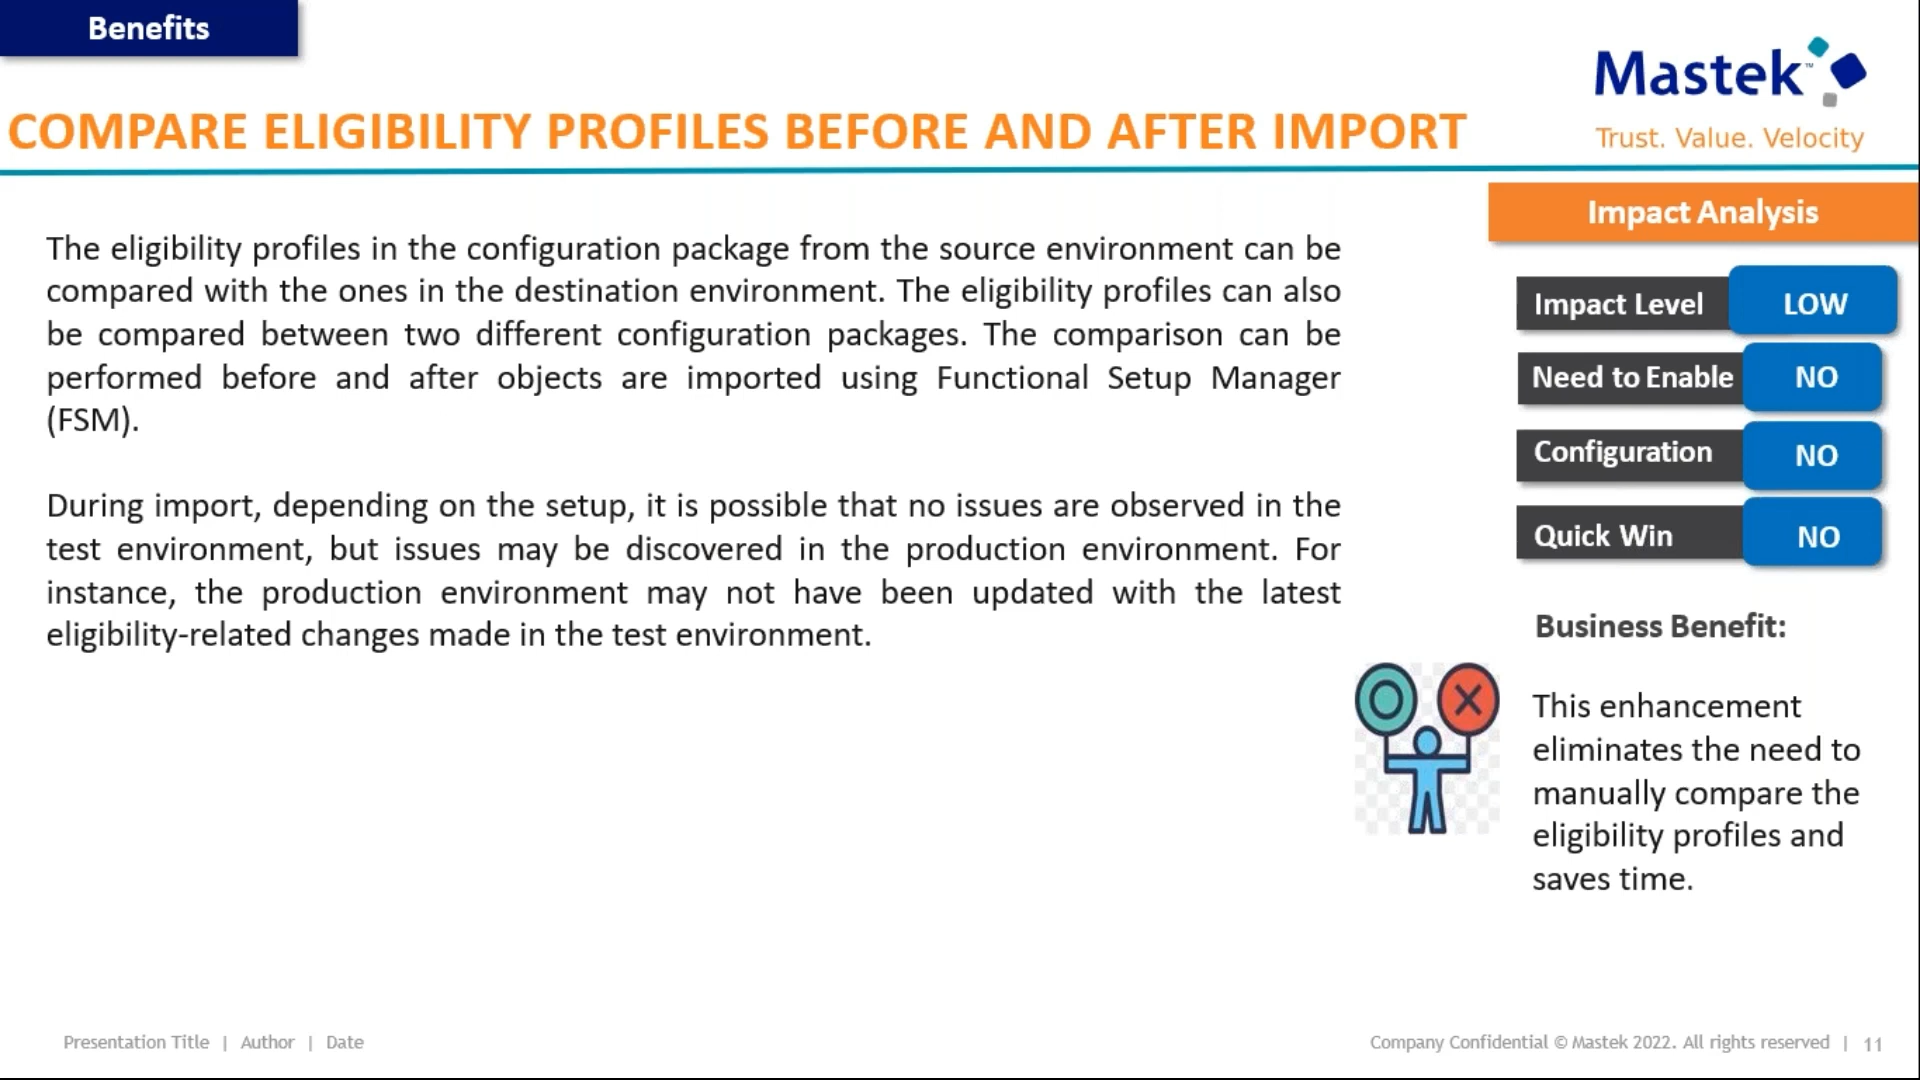 Benefits
Mastek™
Trust. Value. Velocity
COMPARE ELIGIBILITY PROFILES BEFORE AND AFTER IMPORT
The eligibility profiles in the configuration package from the source environment can be
compared with the ones in the destination environment. The eligibility profiles can also
be compared between two different configuration packages. The comparison can be
performed before and after objects are imported using Functional Setup Manager
(FSM).
During import, depending on the setup, it is possible that no issues are observed in the
test environment, but issues may be discovered in the production environment. For
instance, the production environment may not have been updated with the latest
eligibility-related changes made in the test environment.
Impact Analysis
Impact Level LOW
Need to Enable NO
Configuration NO
Quick Win NO
Business Benefit:
This enhancement
eliminates the need to
manually compare the
eligibility profiles and
saves time.
Presentation Title | Author | Date
Company Confidential © Mastek 2022. All rights reserved | 11